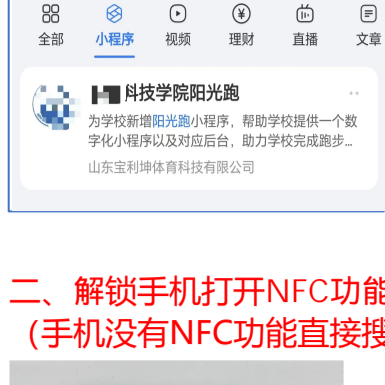 全部 小程序 视频 理财 直播 文章
科技学院阳光跑
为学校新增阳光跑小程序，帮助学校提供一个数
字化小程序以及对应后台，助力学校完成跑步...
山东宝利坤体育科技有限公司
二、解锁手机打开NFC功能
（手机没有NFC功能直接搜